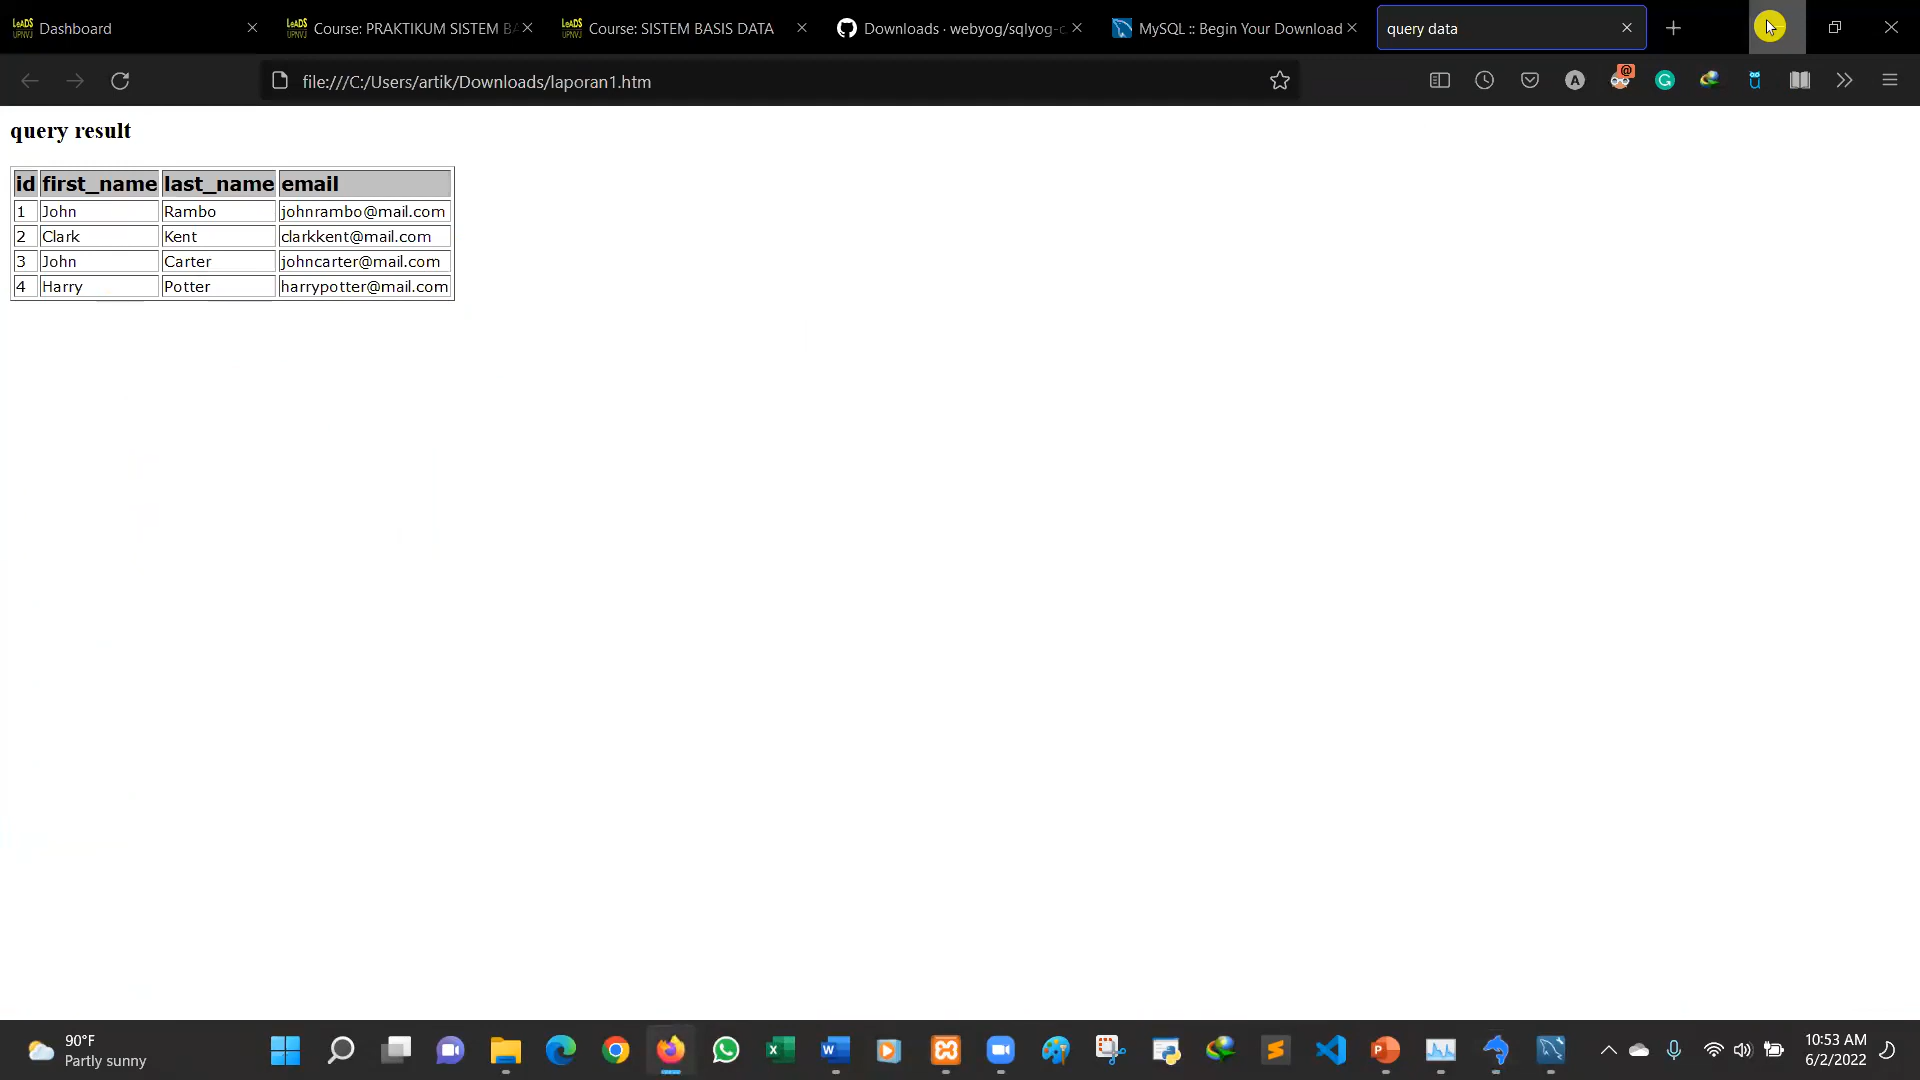 Dashboard
Course: PRAKTIKUM SISTEM BA
Course: SISTEM BASIS DATA
Downloads · webyog/sqlyog-c
MySQL :: Begin Your Download
query data
file:///C:/Users/artik/Downloads/laporan1.htm
query result
id first_name last_name email
1 John Rambo johnrambo@mail.com
2 Clark Kent clarkkent@mail.com
3 John Carter johncarter@mail.com
4 Harry Potter harrypotter@mail.com
90°F
Partly sunny
10:53 AM
6/2/2022